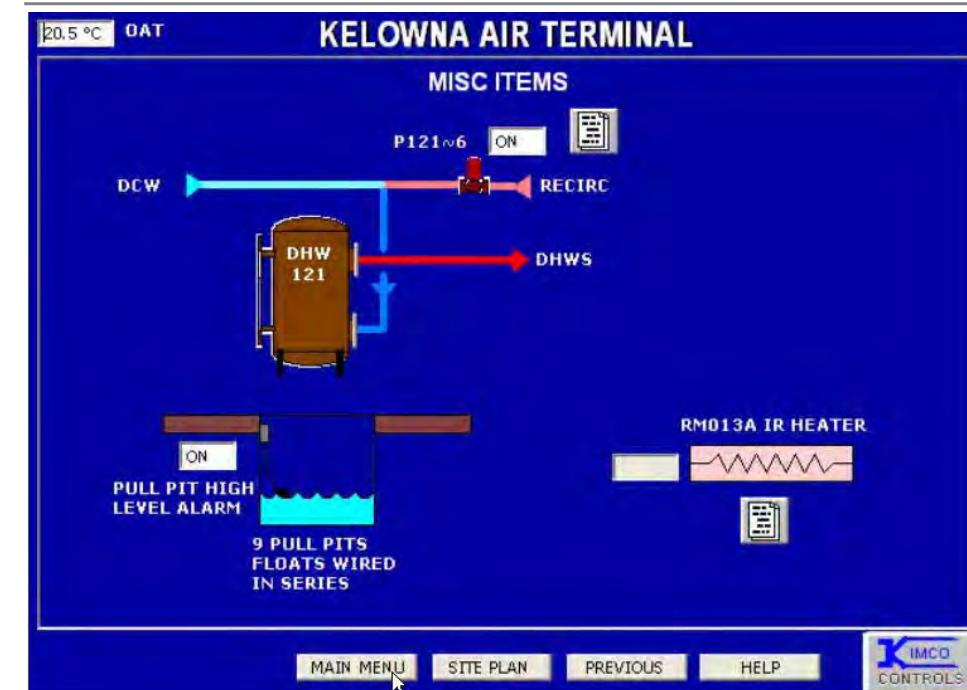 20.5 °C OAT
KELOWNA AIR TERMINAL
MISC ITEMS
P121~6 ON
DCW
RECIRC
DHW
121
DHWS
RM013A IR HEATER
ON
PULL PIT HIGH
LEVEL ALARM
9 PULL PITS
FLOATS WIRED
IN SERIES
MAIN MENU
SITE PLAN
PREVIOUS
HELP
KIMCO
CONTROLS